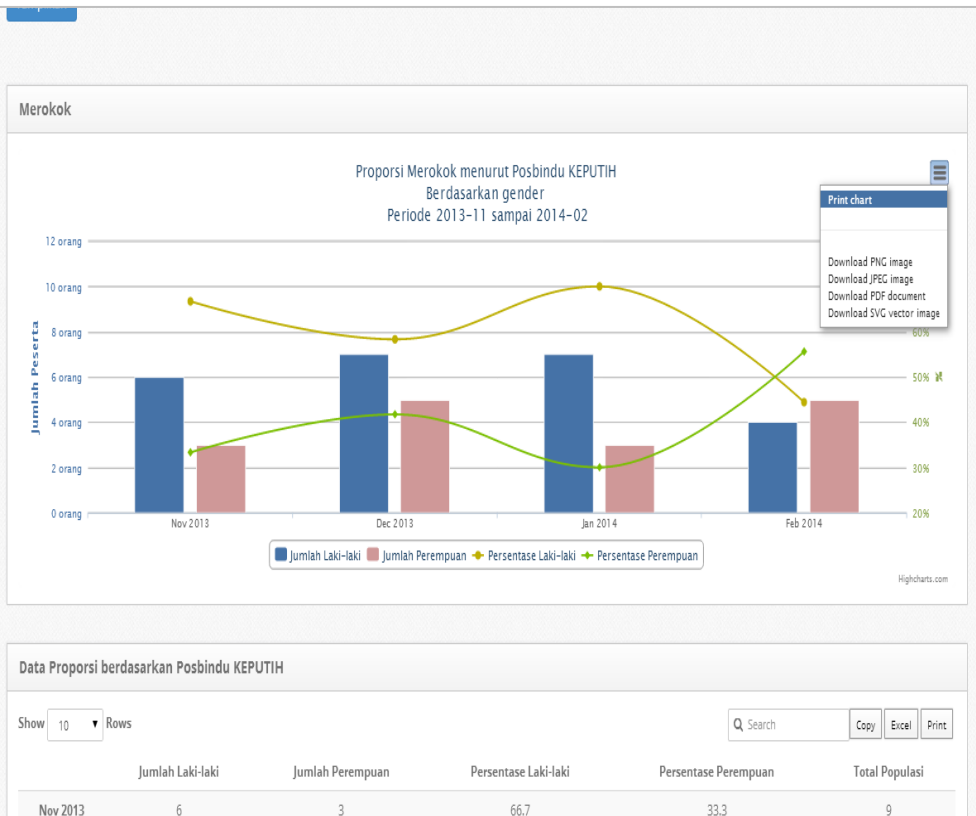 Merokok
Proporsi Merokok menurut Posbindu KEPUTIH
Berdasarkan gender
Periode 2013-11 sampai 2014-02
Print chart
Download PNG image
Download JPEG image
Download PDF document
Download SVG vector image
12 orang
10 orang
8 orang
6 orang
4 orang
2 orang
0 orang
Jumlah Peserta
60%
50%
40%
30%
20%
%
Nov 2013
Dec 2013
Jan 2014
Feb 2014
Jumlah Laki-laki
Jumlah Perempuan
Persentase Laki-laki
Persentase Perempuan
Highcharts.com
Data Proporsi berdasarkan Posbindu KEPUTIH
Show 10 Rows
Search
Copy
Excel
Print
Jumlah Laki-laki Jumlah Perempuan Persentase Laki-laki Persentase Perempuan Total Populasi
Nov 2013 6 3 66.7 33.3 9